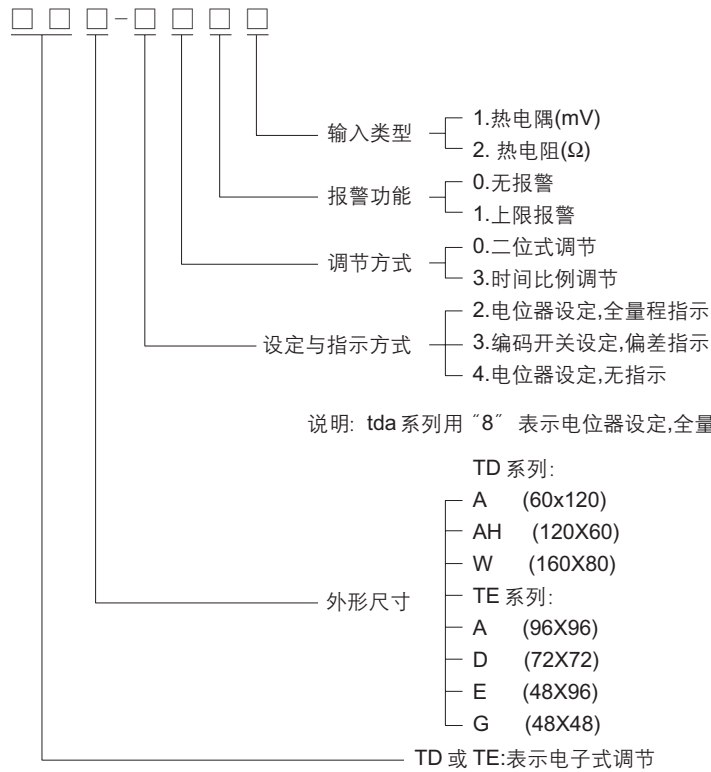 □□□-□□□□
输入类型
1.热电隅(mV)
2. 热电阻(Ω)
报警功能
0.无报警
1.上限报警
调节方式
0.二位式调节
3.时间比例调节
设定与指示方式
2.电位器设定,全量程指示
3.编码开关设定,偏差指示
4.电位器设定,无指示
说明: tda系列用 ˝8˝ 表示电位器设定,全量
外形尺寸
TD 系列:
A (60x120)
AH (120X60)
W (160X80)
TE 系列:
A (96X96)
D (72X72)
E (48X96)
G (48X48)
TD 或 TE:表示电子式调节